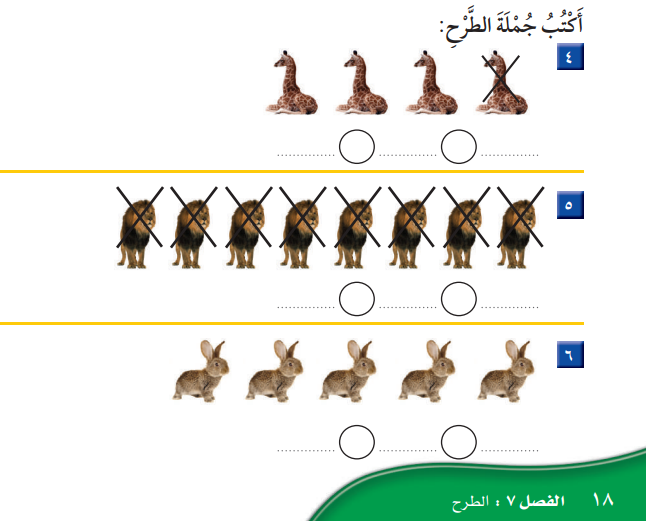 أَكْتُبُ جُمْلَةَ الطَّرْحِ:
٤
٥
٦
١٨ الفصل ٧ : الطرح